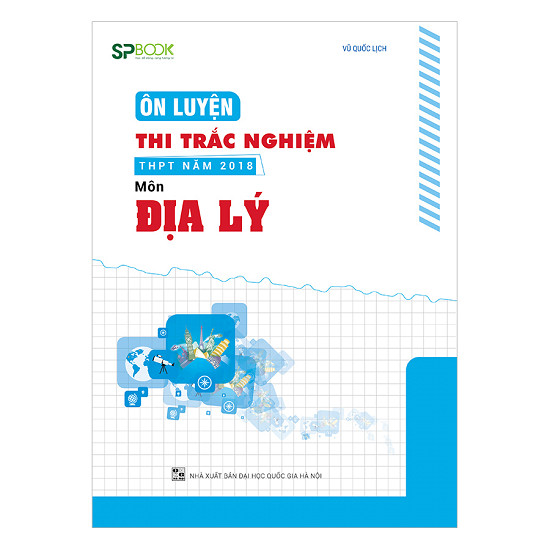 SPBOOK
VŨ QUỐC LỊCH
ÔN LUYỆN
THI TRẮC NGHIỆM
THPT NĂM 2018
Môn
ĐỊA LÝ
NHÀ XUẤT BẢN ĐẠI HỌC QUỐC GIA HÀ NỘI